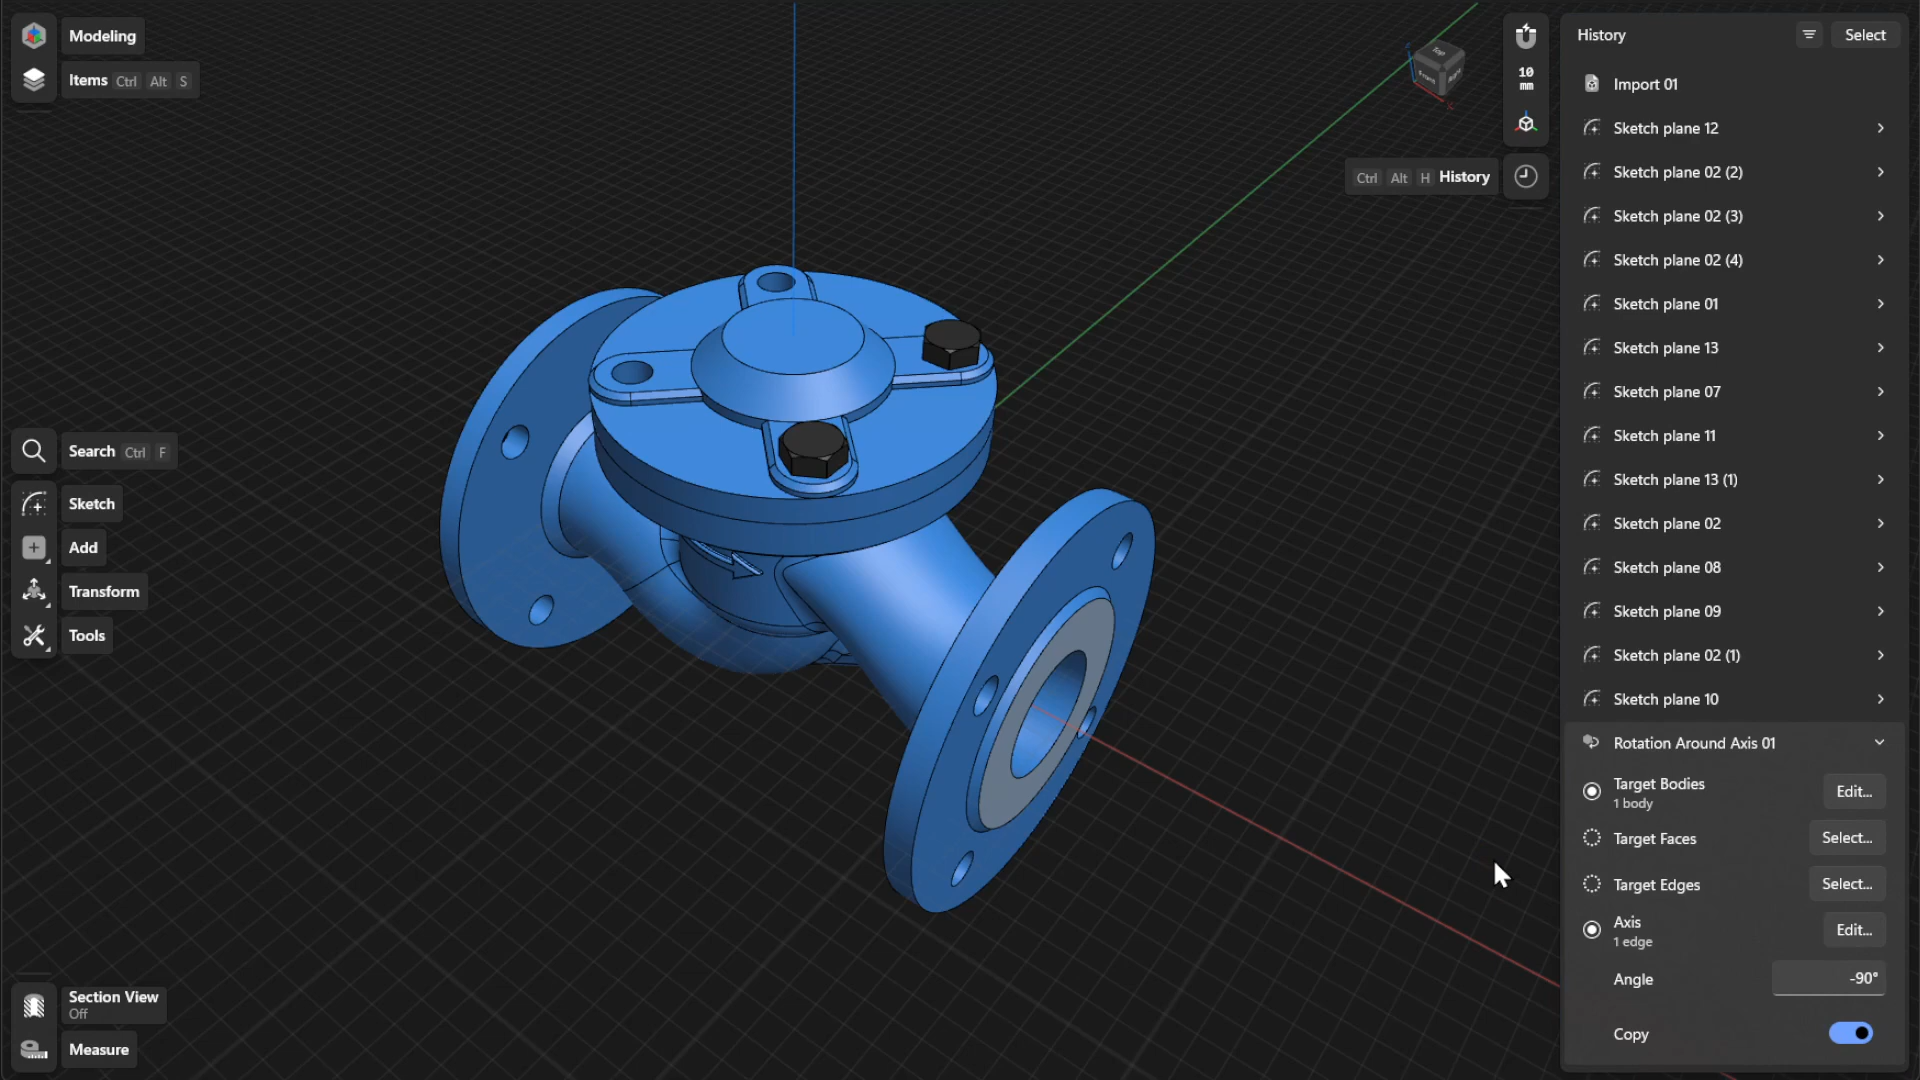 Modeling
Items Ctrl Alt S
Search Ctrl F
Sketch
Add
Transform
Tools
Section View
Off
Measure
Top
Front
Right
Z
X
10
mm
Ctrl Alt H History
History
Select
Import 01
Sketch plane 12
Sketch plane 02 (2)
Sketch plane 02 (3)
Sketch plane 02 (4)
Sketch plane 01
Sketch plane 13
Sketch plane 07
Sketch plane 11
Sketch plane 13 (1)
Sketch plane 02
Sketch plane 08
Sketch plane 09
Sketch plane 02 (1)
Sketch plane 10
Rotation Around Axis 01
Target Bodies
1 body
Edit...
Target Faces
Select...
Target Edges
Select...
Axis
1 edge
Edit...
Angle
-90°
Copy